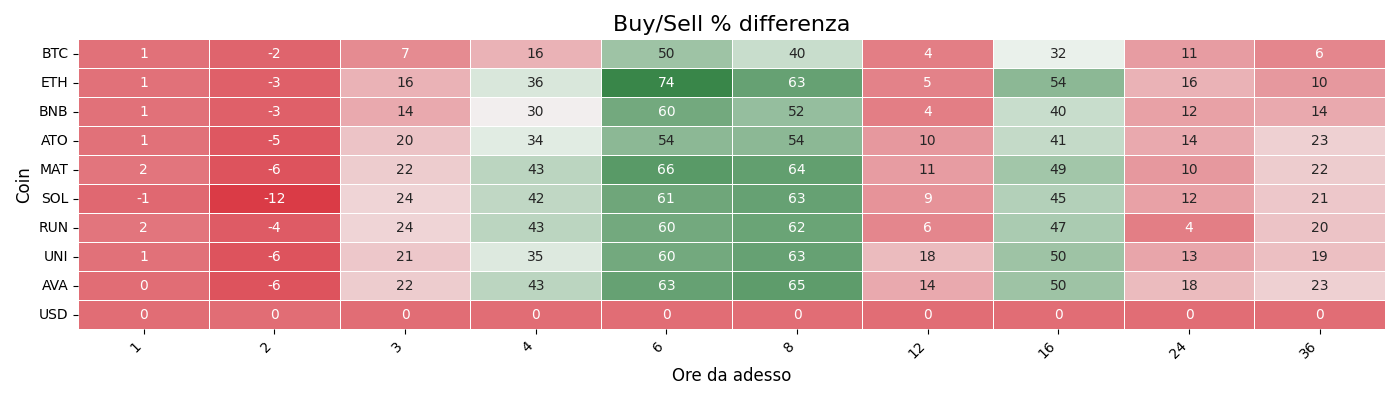 Buy/Sell % differenza
Coin
BTC 1 -2 7 16 50 40 4 32 11 6
ETH 1 -3 16 36 74 63 5 54 16 10
BNB 1 -3 14 30 60 52 4 40 12 14
ATO 1 -5 20 34 54 54 10 41 14 23
MAT 2 -6 22 43 66 64 11 49 10 22
SOL -1 -12 24 42 61 63 9 45 12 21
RUN 2 -4 24 43 60 62 6 47 4 20
UNI 1 -6 21 35 60 63 18 50 13 19
AVA 0 -6 22 43 63 65 14 50 18 23
USD 0 0 0 0 0 0 0 0 0 0
1 2 3 4 6 8 12 16 24 36
Ore da adesso